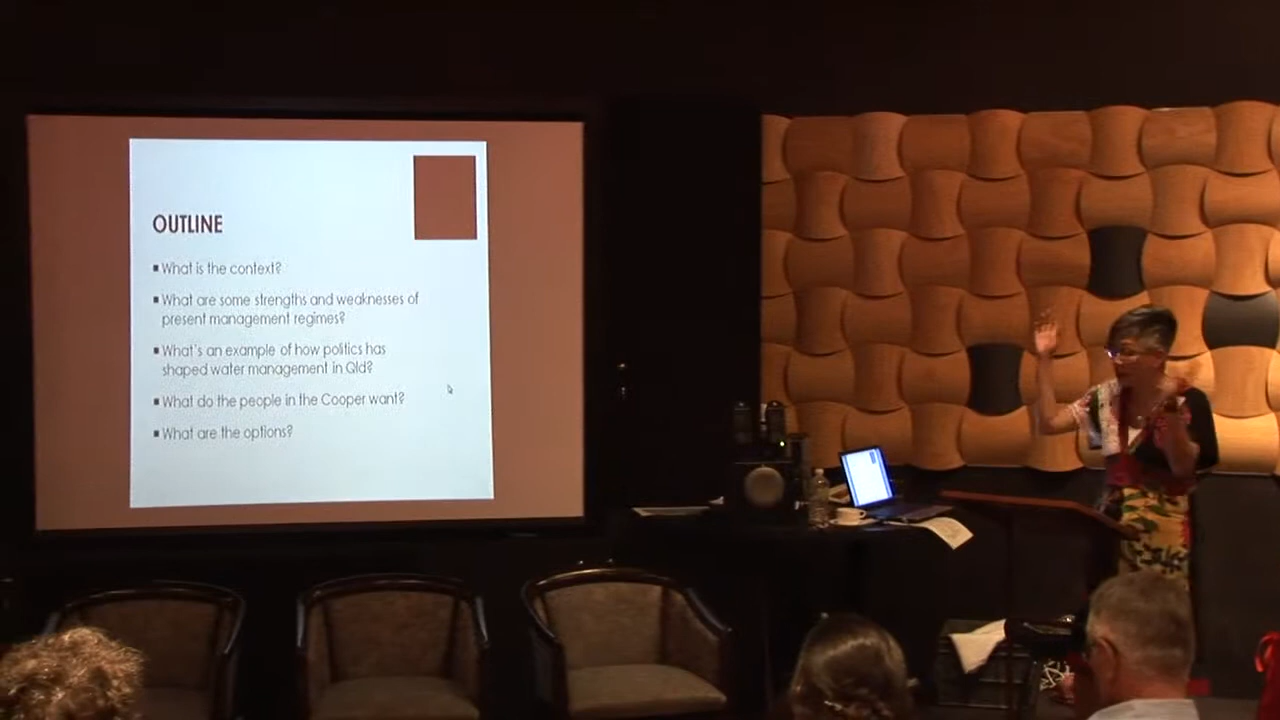 OUTLINE
▪ What is the context?
▪ What are some strengths and weaknesses of
present management regimes?
▪ What's an example of how politics has
shaped water management in Qld?
▪ What do the people in the Cooper want?
▪ What are the options?